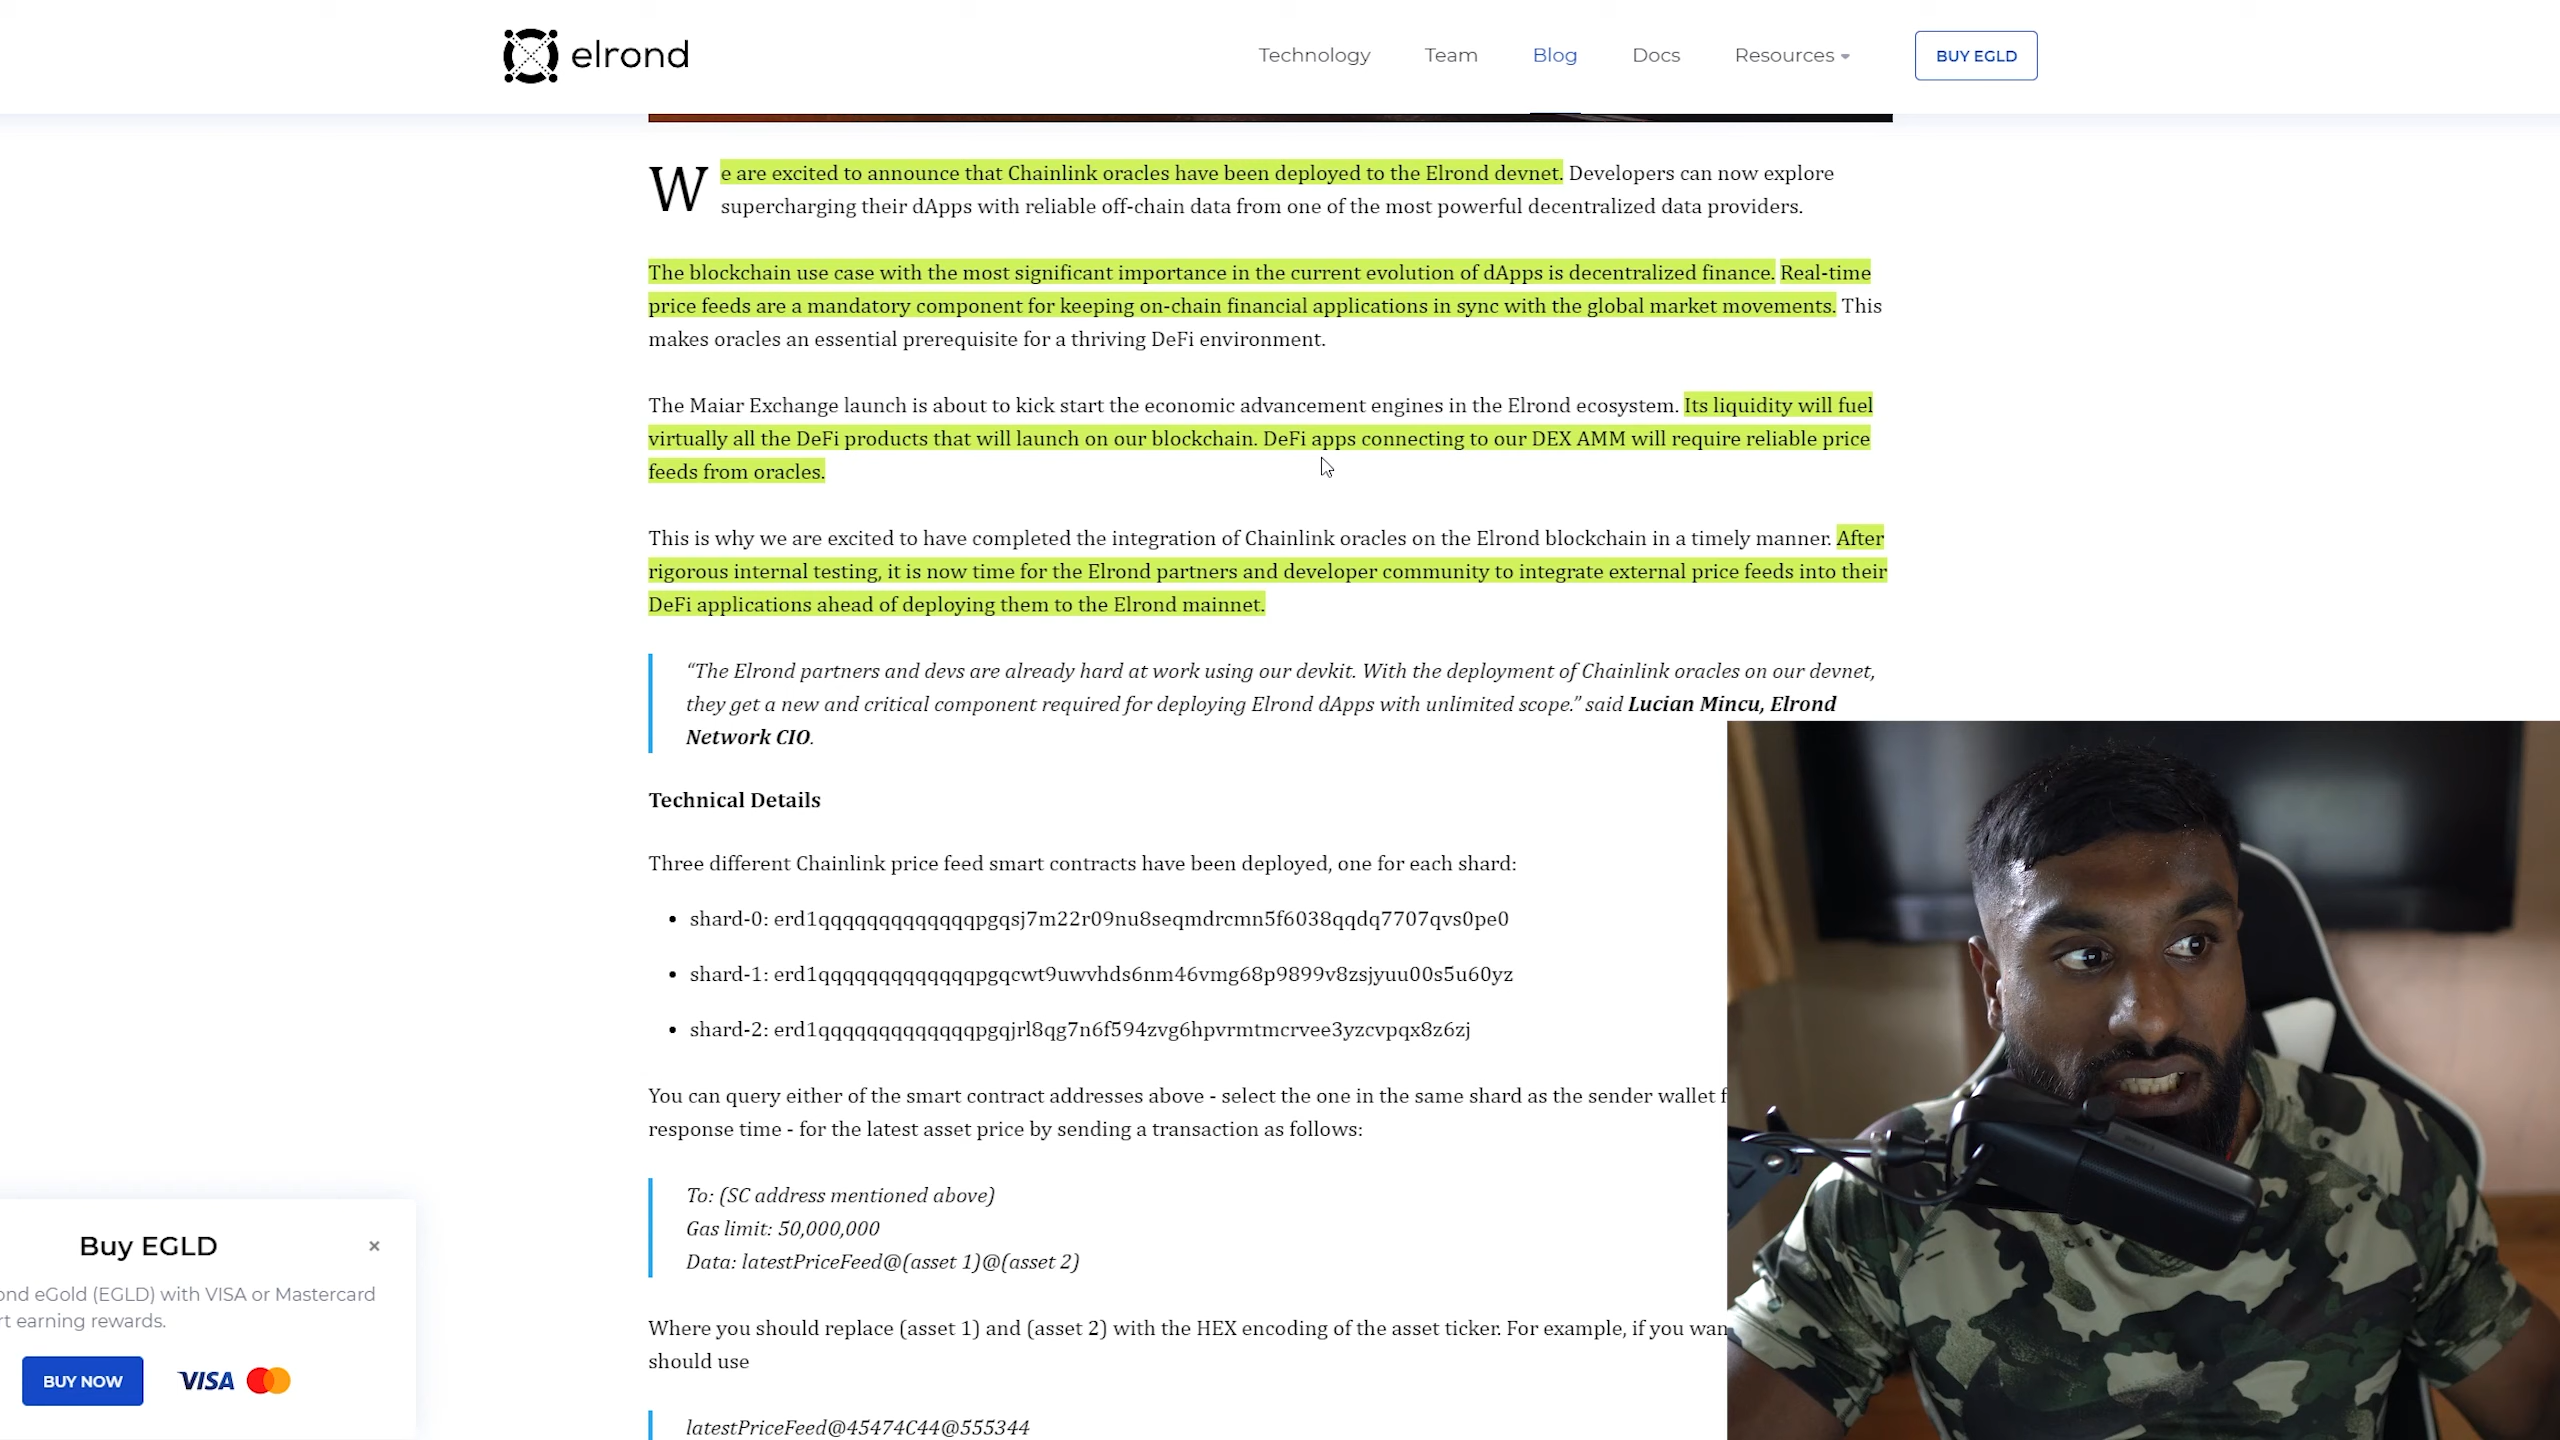 elrond
Technology Team Blog Docs Resources BUY EGLD
We are excited to announce that Chainlink oracles have been deployed to the Elrond devnet. Developers can now explore
supercharging their dApps with reliable off-chain data from one of the most powerful decentralized data providers.
The blockchain use case with the most significant importance in the current evolution of dApps is decentralized finance. Real-time
price feeds are a mandatory component for keeping on-chain financial applications in sync with the global market movements. This
makes oracles an essential prerequisite for a thriving DeFi environment.
The Maiar Exchange launch is about to kick start the economic advancement engines in the Elrond ecosystem. Its liquidity will fuel
virtually all the DeFi products that will launch on our blockchain. DeFi apps connecting to our DEX AMM will require reliable price
feeds from oracles.
This is why we are excited to have completed the integration of Chainlink oracles on the Elrond blockchain in a timely manner. After
rigorous internal testing, it is now time for the Elrond partners and developer community to integrate external price feeds into their
DeFi applications ahead of deploying them to the Elrond mainnet.
“The Elrond partners and devs are already hard at work using our devkit. With the deployment of Chainlink oracles on our devnet,
they get a new and critical component required for deploying Elrond dApps with unlimited scope.” said Lucian Mincu, Elrond
Network CIO.
Technical Details
Three different Chainlink price feed smart contracts have been deployed, one for each shard:
• shard-0: erd1qqqqqqqqqqqqqpgqsj7m22r09nu8seqmdrcmn5f6038qqdq7707qvs0pe0
• shard-1: erd1qqqqqqqqqqqqqpgqcwt9uwvhds6nm46vmg68p9899v8zsjyuu00s5u60yz
• shard-2: erd1qqqqqqqqqqqqqpgqjrl8qg7n6f594zvg6hpvrmtmcrvee3yzcvpqx8z6zj
You can query either of the smart contract addresses above - select the one in the same shard as the sender wallet f
response time - for the latest asset price by sending a transaction as follows:
To: (SC address mentioned above)
Gas limit: 50,000,000
Data: latestPriceFeed@(asset 1)@(asset 2)
Where you should replace (asset 1) and (asset 2) with the HEX encoding of the asset ticker. For example, if you wan
should use
latestPriceFeed@45474C44@555344
Buy EGLD ×
ond eGold (EGLD) with VISA or Mastercard
rt earning rewards.
BUY NOW VISA